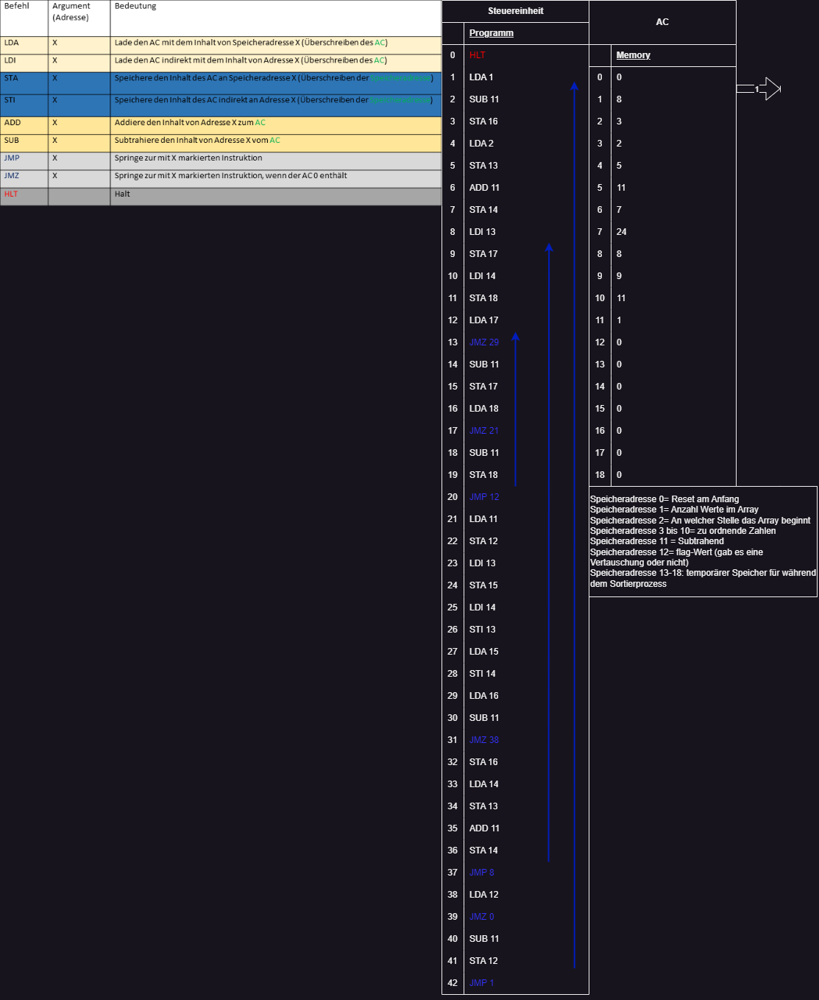 Befehl Argument (Adresse) Bedeutung
LDA X Lade den AC mit dem Inhalt von Speicheradresse X (Überschreiben des AC)
LDI X Lade den AC indirekt mit dem Inhalt von Adresse X (Überschreiben des AC)
STA X Speichere den Inhalt des AC an Speicheradresse X (Überschreiben der )
STI X Speichere den Inhalt des AC indirekt an Adresse X (Überschreiben der )
ADD X Addiere den Inhalt von Adresse X zum AC
SUB X Subtrahiere den Inhalt von Adresse X vom AC
JMP X Springe zur mit X markierten Instruktion
JMZ X Springe zur mit X markierten Instruktion, wenn der AC 0 enthält
HLT Halt
Steuereinheit
Programm
0 HLT
1 LDA 1
2 SUB 11
3 STA 16
4 LDA 2
5 STA 13
6 ADD 11
7 STA 14
8 LDI 13
9 STA 17
10 LDI 14
11 STA 18
12 LDA 17
13 JMZ 29
14 SUB 11
15 STA 17
16 LDA 18
17 JMZ 21
18 SUB 11
19 STA 18
20 JMP 12
21 LDA 11
22 STA 12
23 LDI 13
24 STA 15
25 LDI 14
26 STI 13
27 LDA 15
28 STI 14
29 LDA 16
30 SUB 11
31 JMZ 38
32 STA 16
33 LDA 14
34 STA 13
35 ADD 11
36 STA 14
37 JMP 8
38 LDA 12
39 JMZ 0
40 SUB 11
41 STA 12
42 JMP 1
AC
Memory
0 0
1 8
2 3
3 2
4 5
5 11
6 7
7 24
8 8
9 9
10 11
11 1
12 0
13 0
14 0
15 0
16 0
17 0
18 0
1
Speicheradresse 0= Reset am Anfang
Speicheradresse 1= Anzahl Werte im Array
Speicheradresse 2= An welcher Stelle das Array beginnt
Speicheradresse 3 bis 10= zu ordnende Zahlen
Speicheradresse 11 = Subtrahend
Speicheradresse 12= flag-Wert (gab es eine
Vertauschung oder nicht)
Speicheradresse 13-18: temporärer Speicher für während
dem Sortierprozess